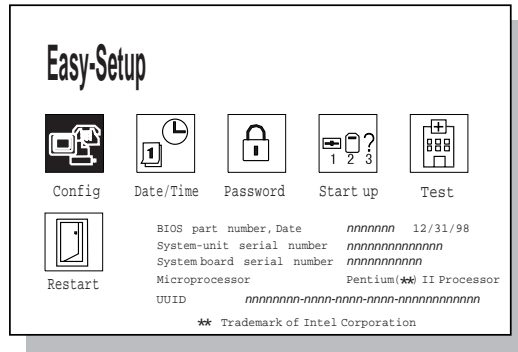 Easy-Setup
1
1 2 3
?
Config Date/Time Password Start up Test
Restart
BIOS part number, Date nnnnnnn 12/31/98
System-unit serial number nnnnnnnnnnnnnnn
System board serial number nnnnnnnnnnn
Microprocessor Pentium(**) II Processor
UUID nnnnnnnn-nnnn-nnnn-nnnn-nnnnnnnnnnnn
** Trademark of Intel Corporation